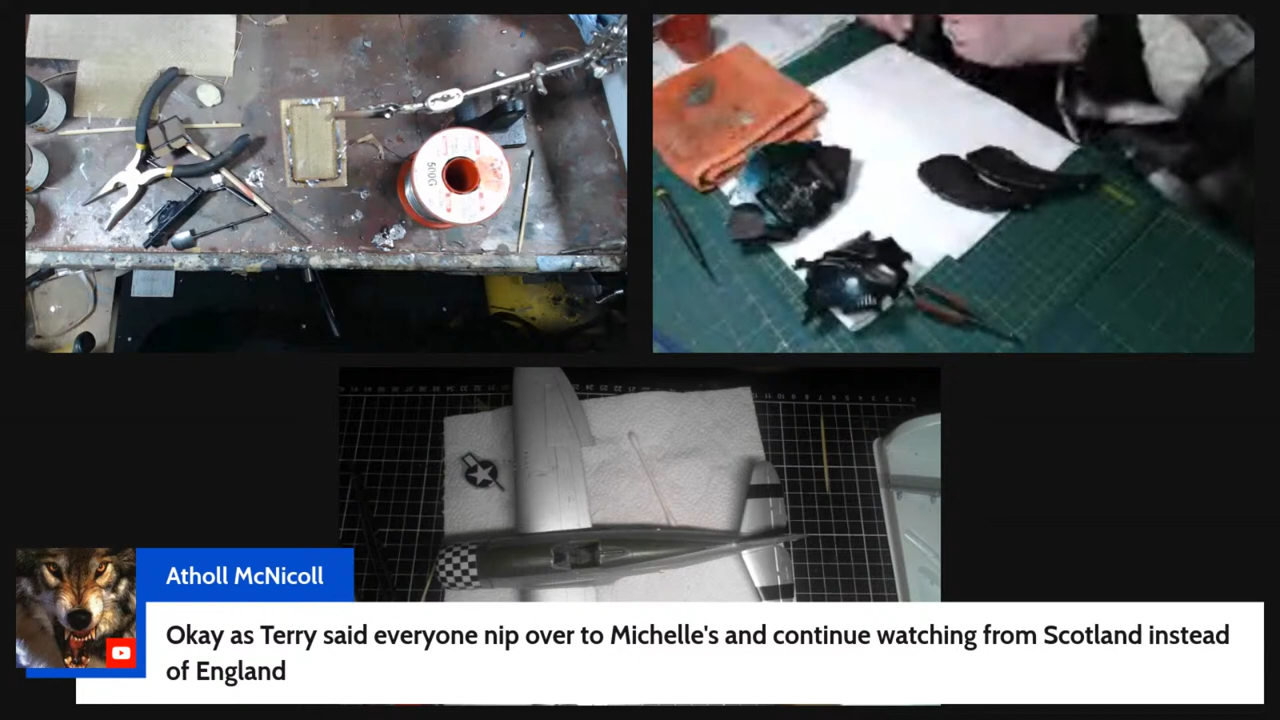 500G
Atholl McNicoll
Okay as Terry said everyone nip over to Michelle's and continue watching from Scotland instead
of England